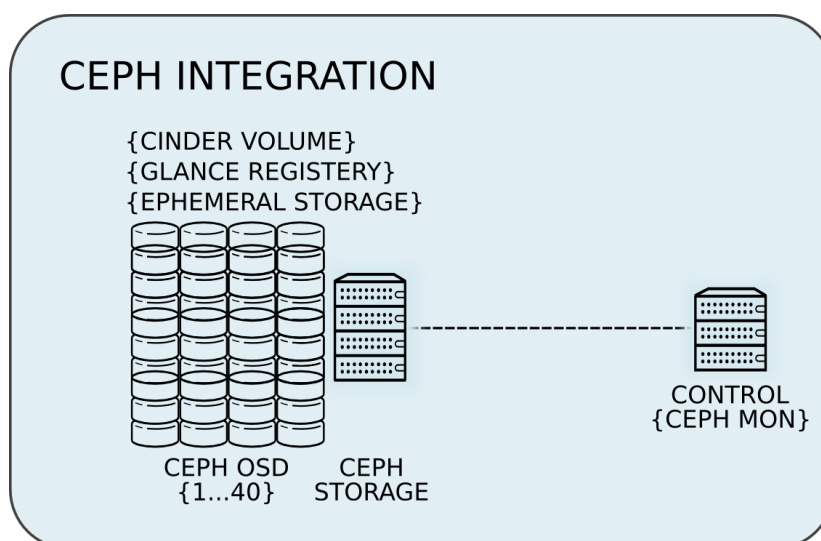 CEPH INTEGRATION
{CINDER VOLUME}
{GLANCE REGISTERY}
{EPHEMERAL STORAGE}
CEPH OSD
{1...40}
CEPH
STORAGE
CONTROL
{CEPH MON}